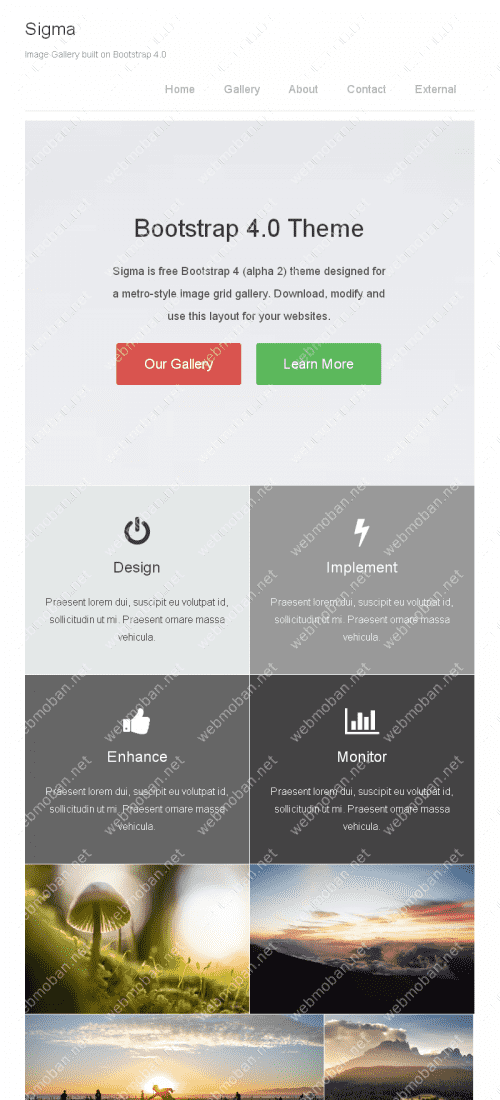 Sigma
Image Gallery built on Bootstrap 4.0
Home Gallery About Contact External
Bootstrap 4.0 Theme
Sigma is free Bootstrap 4 (alpha 2) theme designed for
a metro-style image grid gallery. Download, modify and
use this layout for your websites.
Our Gallery Learn More
Design
Praesent lorem dui, suscipit eu volutpat id,
sollicitudin ut mi. Praesent ornare massa
vehicula.
Implement
Praesent lorem dui, suscipit eu volutpat id,
sollicitudin ut mi. Praesent ornare massa
vehicula.
Enhance
Praesent lorem dui, suscipit eu volutpat id,
sollicitudin ut mi. Praesent ornare massa
vehicula.
Monitor
Praesent lorem dui, suscipit eu volutpat id,
sollicitudin ut mi. Praesent ornare massa
vehicula.
webmoban.net